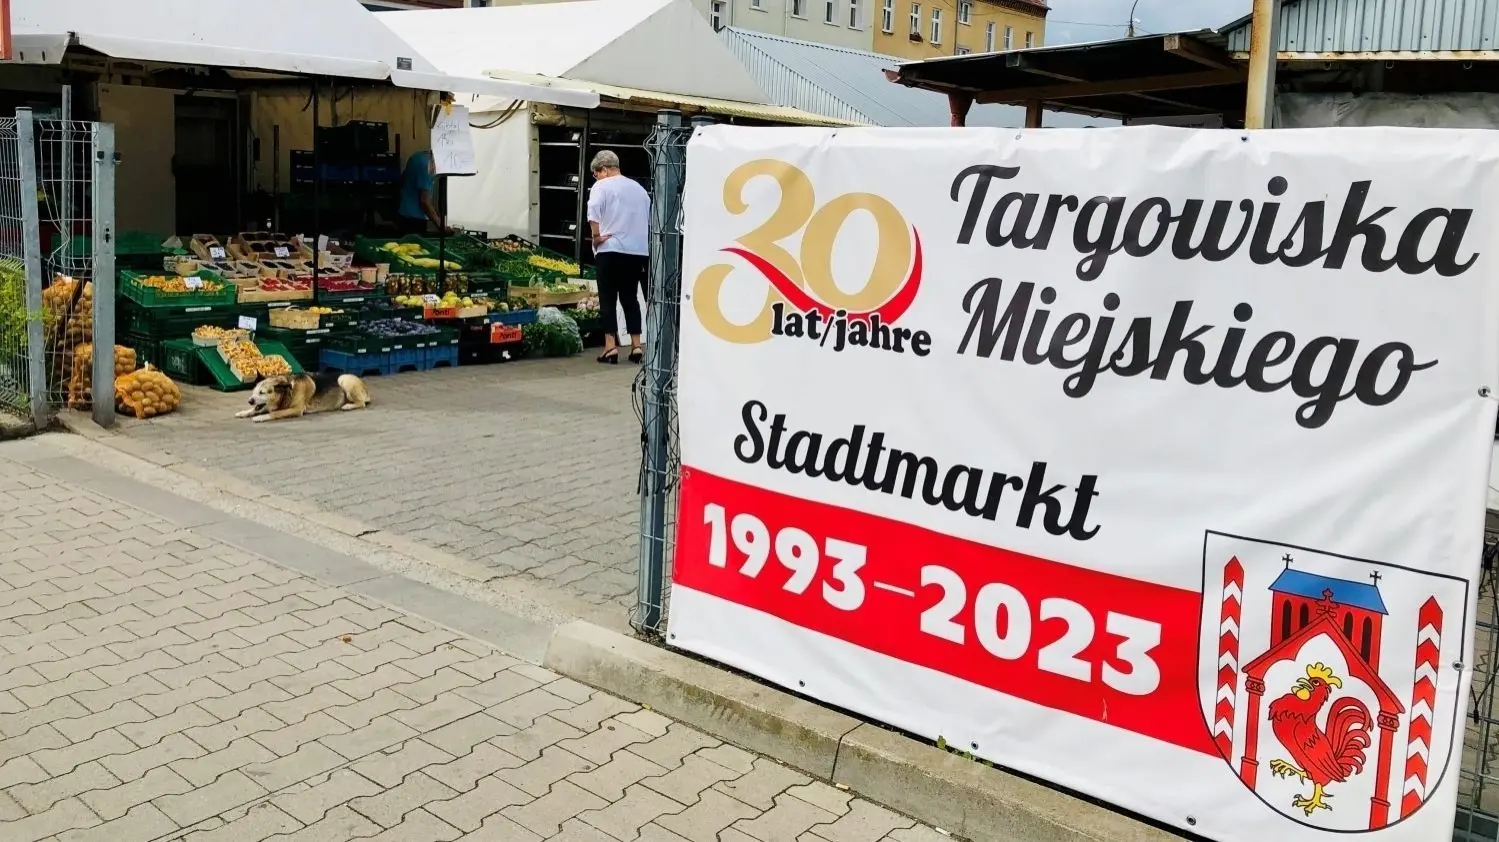 30
lat/jahre
Targowiska
Miejskiego
Stadtmarkt
1993–2023